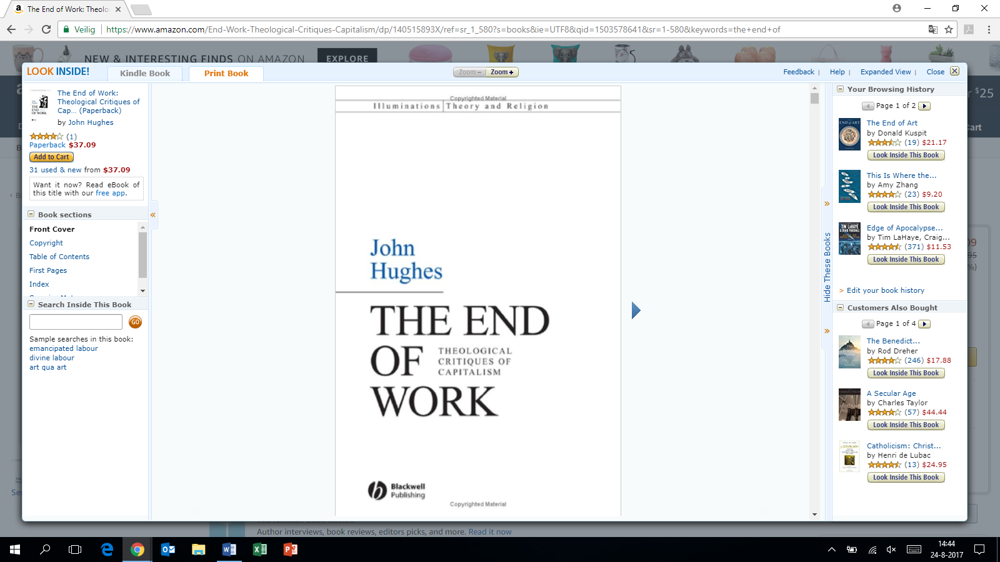 The End of Work: Theolo
Veilig
https://www.amazon.com/End-Work-Theological-Critiques-Capitalism/dp/140515893X/ref=sr_1_580?s=books&ie=UTF8&qid=1503578641&sr=1-580&keywords=the+end+of
NEW & INTERESTING FINDS ON AMAZON
EXPLORE
LOOK INSIDE!
Kindle Book
Print Book
Zoom −
Zoom +
Feedback |
Help |
Expanded View |
Close
The End of Work:
Theological Critiques of
Cap... (Paperback)
by John Hughes
(1)
Paperback $37.09
Add to Cart
31 used & new from $37.09
Want it now? Read eBook of
this title with our free app.
Book sections
Front Cover
Copyright
Table of Contents
First Pages
Index
Search Inside This Book
GO
Sample searches in this book:
emancipated labour
divine labour
art qua art
Copyrighted Material
Illuminations Theory and Religion
John
Hughes
THE END
OF
THEOLOGICAL
CRITIQUES OF
CAPITALISM
WORK
Blackwell
Publishing
Copyrighted Material
Hide These Books
Your Browsing History
Page 1 of 2
The End of Art
by Donald Kuspit
(19) $21.17
Look Inside This Book
This Is Where the...
by Amy Zhang
(23) $9.20
Look Inside This Book
Edge of Apocalypse...
by Tim LaHaye, Craig...
(371) $11.53
Look Inside This Book
> Edit your book history
Customers Also Bought
Page 1 of 4
The Benedict...
by Rod Dreher
(246) $17.88
Look Inside This Book
A Secular Age
by Charles Taylor
(57) $44.44
Look Inside This Book
Catholicism: Christ...
by Henri de Lubac
(13) $24.95
Look Inside This Book
r $25
Cart
Author interviews, book reviews, editors picks, and more. Read it now
14:44
24-8-2017